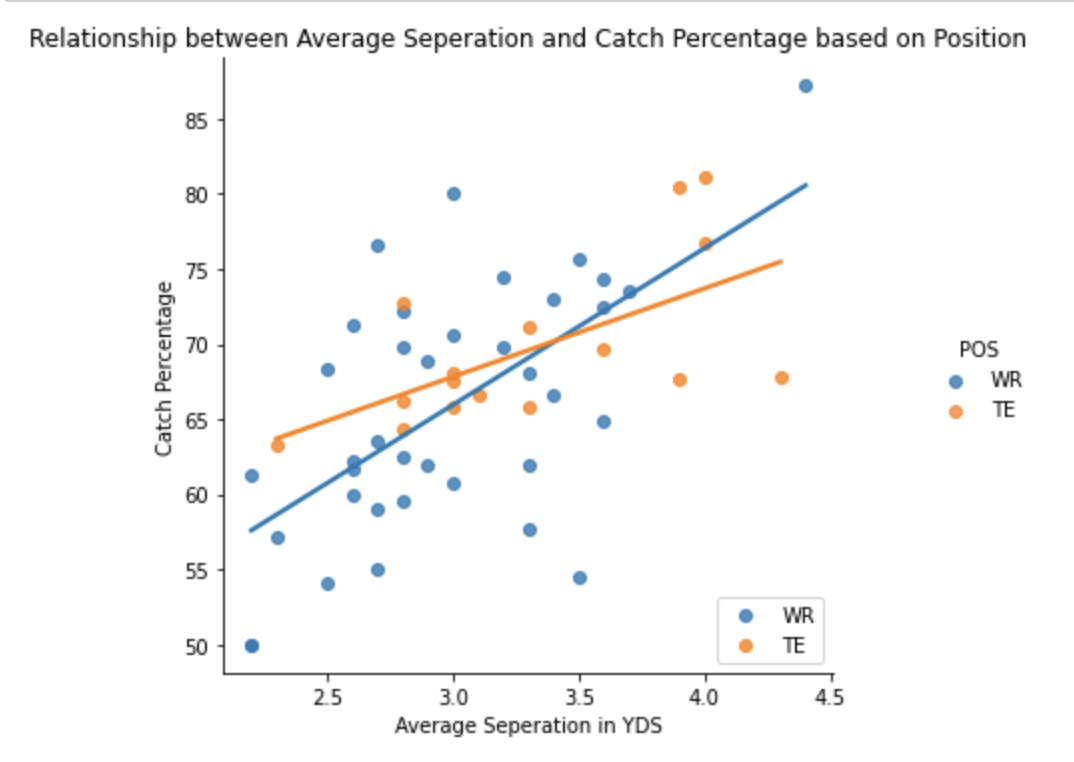 Relationship between Average Seperation and Catch Percentage based on Position
85
80
75
70
65
60
55
50
Catch Percentage
2.5 3.0 3.5 4.0 4.5
Average Seperation in YDS
WR
TE
POS
WR
TE